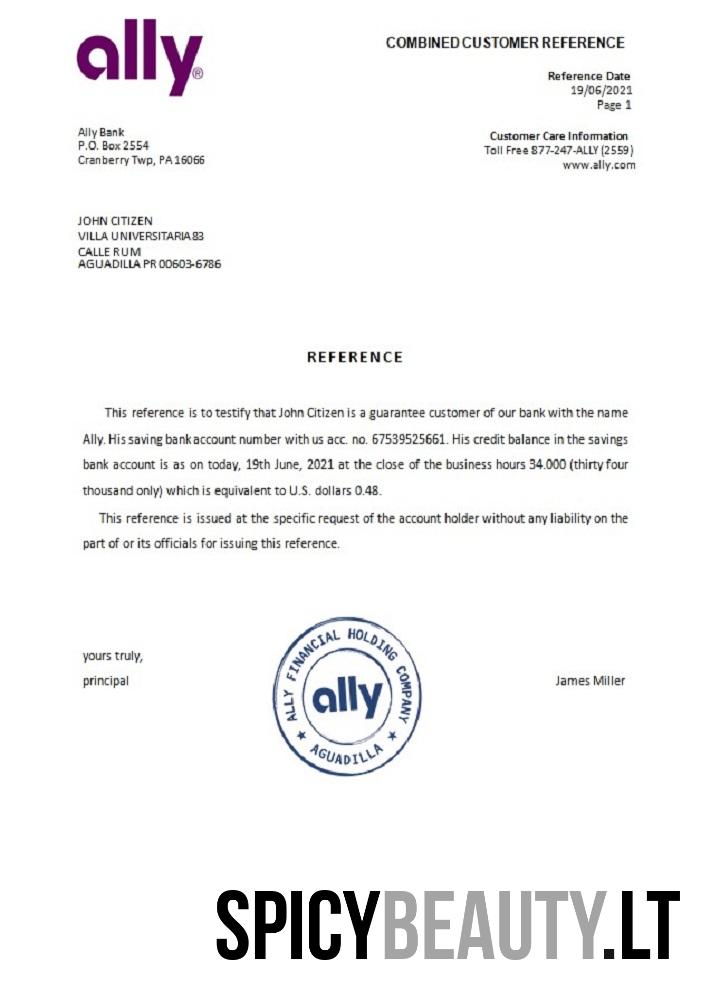 ally®
COMBINED CUSTOMER REFERENCE
Reference Date
19/06/2021
Page 1
Ally Bank
P.O. Box 2554
Cranberry Twp, PA 16066
Customer Care Information
Toll Free 877-247-ALLY (2559)
www.ally.com
JOHN CITIZEN
VILLA UNIVERSITARIA 83
CALLE RUM
AGUADILLA PR 00603-6786
REFERENCE
This reference is to testify that John Citizen is a guarantee customer of our bank with the name
Ally. His saving bank account number with us acc. no. 67539525661. His credit balance in the savings
bank account is as on today, 19th June, 2021 at the close of the business hours 34.000 (thirty four
thousand only) which is equivalent to U.S. dollars 0.48.
This reference is issued at the specific request of the account holder without any liability on the
part of or its officials for issuing this reference.
yours truly,
principal
ALLY FINANCIAL HOLDING COMPANY
ally
★ AGUADILLA ★
James Miller
SPICYBEAUTY.LT